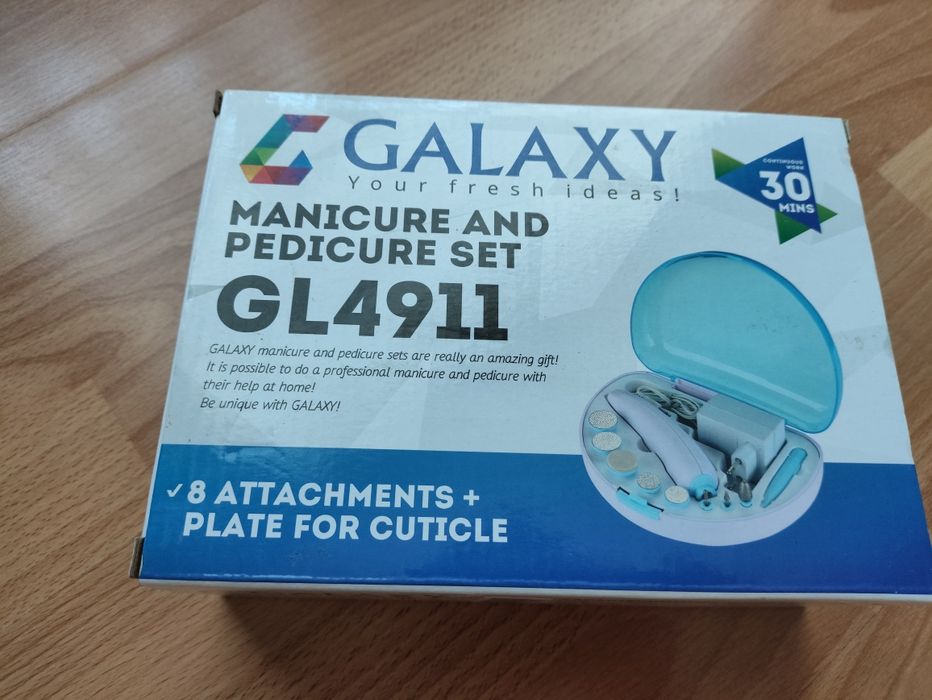 GALAXY
Your fresh ideas!
CONTINUOUS
WORK
30
MINS
MANICURE AND
PEDICURE SET
GL4911
GALAXY manicure and pedicure sets are really an amazing gift!
It is possible to do a professional manicure and pedicure with
their help at home!
Be unique with GALAXY!
✓8 ATTACHMENTS +
PLATE FOR CUTICLE